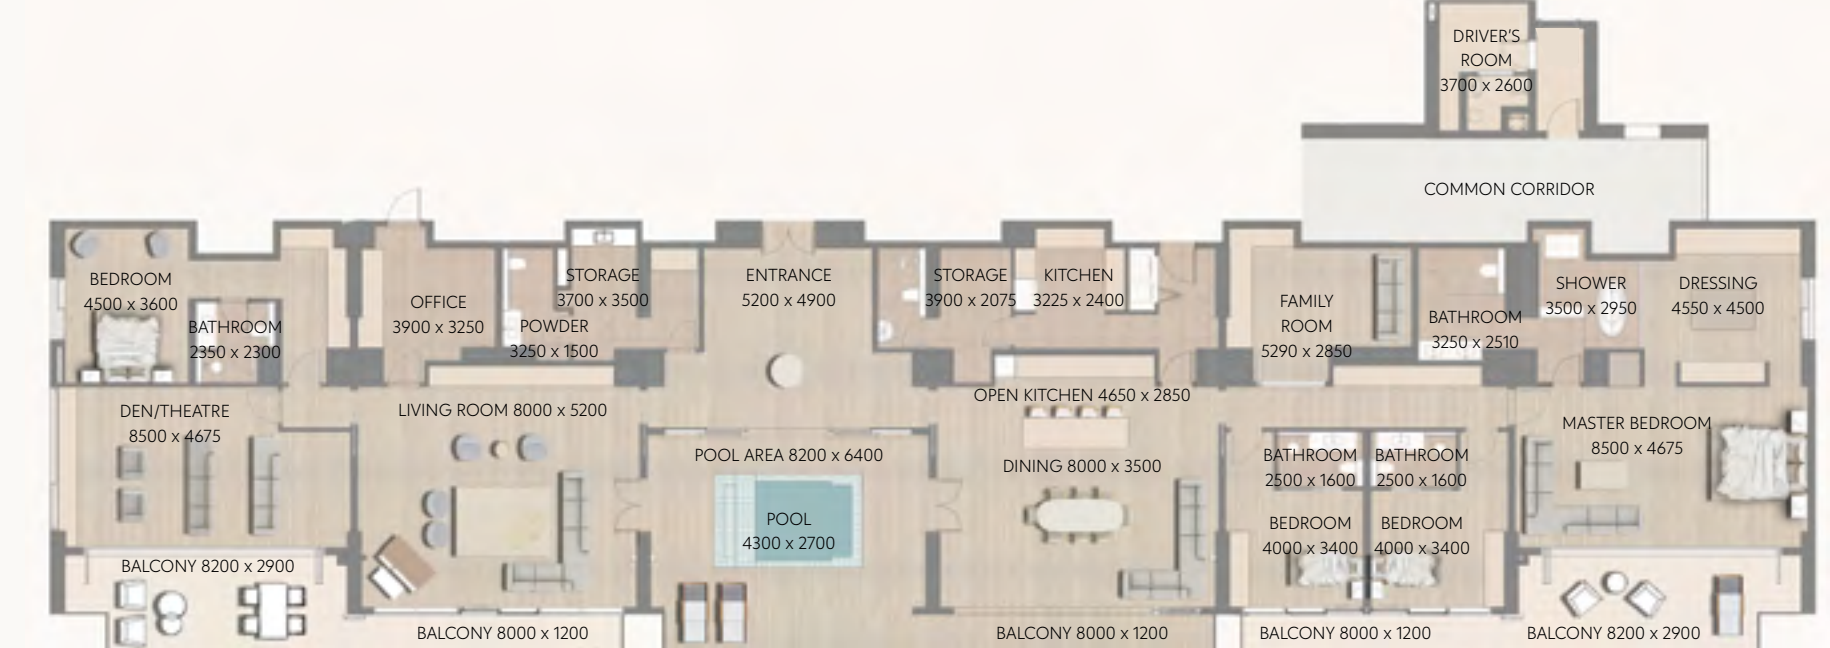 DRIVER'S
ROOM
3700 x 2600
COMMON CORRIDOR
BEDROOM
4500 x 3600
BATHROOM
2350 x 2300
OFFICE
3900 x 3250
STORAGE
3700 x 3500
POWDER
3250 x 1500
ENTRANCE
5200 x 4900
STORAGE
3900 x 2075
KITCHEN
3225 x 2400
FAMILY
ROOM
5290 x 2850
BATHROOM
3250 x 2510
SHOWER
3500 x 2950
DRESSING
4550 x 4500
DEN/THEATRE
8500 x 4675
LIVING ROOM 8000 x 5200
POOL AREA 8200 x 6400
POOL
4300 x 2700
OPEN KITCHEN 4650 x 2850
DINING 8000 x 3500
BATHROOM
2500 x 1600
BATHROOM
2500 x 1600
BEDROOM
4000 x 3400
BEDROOM
4000 x 3400
MASTER BEDROOM
8500 x 4675
BALCONY 8200 x 2900
BALCONY 8000 x 1200
BALCONY 8000 x 1200
BALCONY 8000 x 1200
BALCONY 8200 x 2900